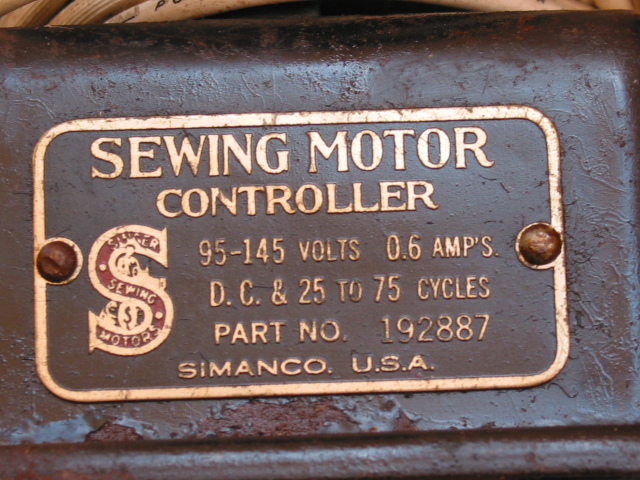 SEWING MOTOR
CONTROLLER
S
SINGER
SEWING
MOTORS
95-145 VOLTS 0.6 AMP'S.
D. C. & 25 TO 75 CYCLES
PART NO. 192887
SIMANCO. U.S.A.